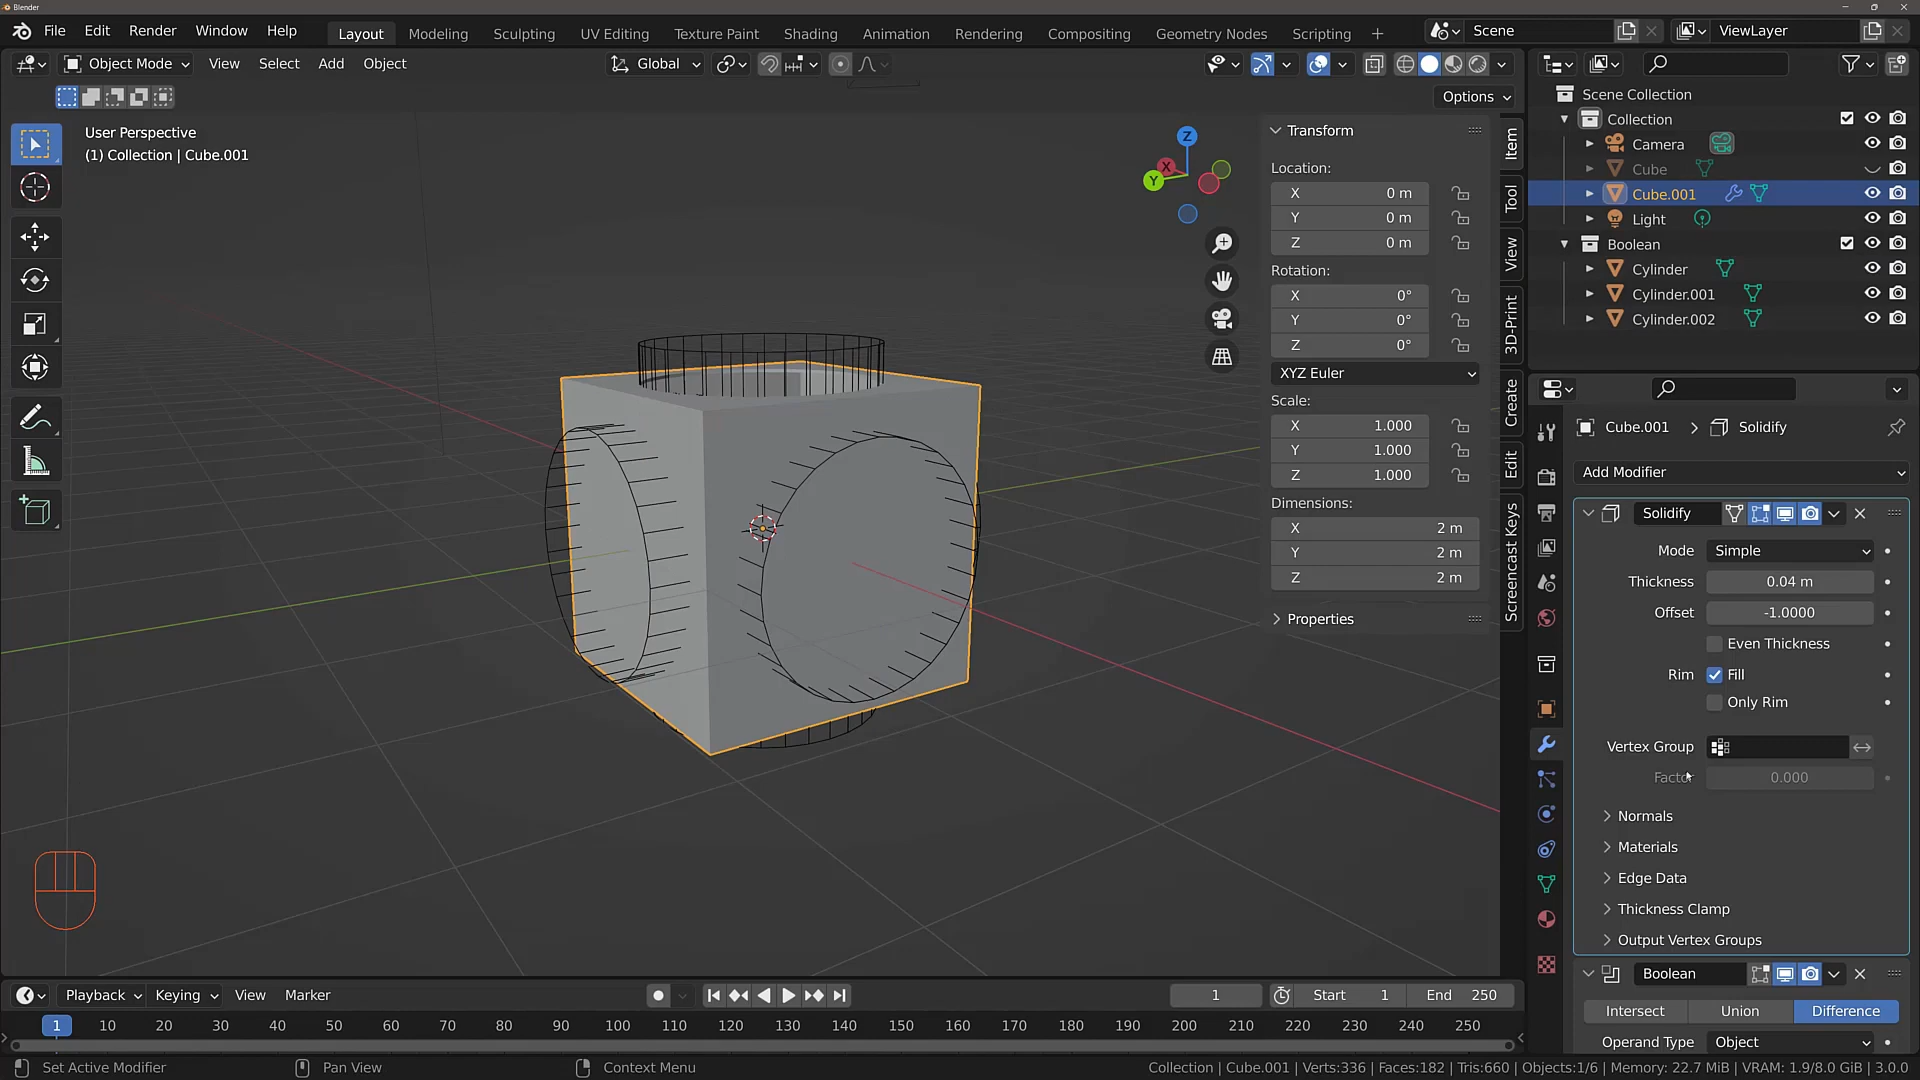 Blender
File Edit Render Window Help
Layout Modeling Sculpting UV Editing Texture Paint Shading Animation Rendering Compositing Geometry Nodes Scripting +
Scene
ViewLayer
Object Mode View Select Add Object
Global
Options
User Perspective
(1) Collection | Cube.001
Z
X
Y
Transform
Location:
X 0 m
Y 0 m
Z 0 m
Rotation:
X 0°
Y 0°
Z 0°
XYZ Euler
Scale:
X 1.000
Y 1.000
Z 1.000
Dimensions:
X 2 m
Y 2 m
Z 2 m
Properties
Item
Tool
View
3D-Print
Create
Edit
Screencast Keys
Scene Collection
Collection
Camera
Cube
Cube.001
Light
Boolean
Cylinder
Cylinder.001
Cylinder.002
Cube.001 > Solidify
Add Modifier
Solidify
Mode Simple
Thickness 0.04 m
Offset -1.0000
Even Thickness
Rim Fill
Only Rim
Vertex Group
0.000
Normals
Materials
Edge Data
Thickness Clamp
Output Vertex Groups
Boolean
Intersect Union Difference
Operand Type Object
Playback Keying View Marker
1 Start 1 End 250
1 10 20 30 40 50 60 70 80 90 100 110 120 130 140 150 160 170 180 190 200 210 220 230 240 250
Set Active Modifier Pan View Context Menu
Collection | Cube.001 | Verts:336 | Faces:182 | Tris:660 | Objects:1/6 | Memory: 22.7 MiB | VRAM: 1.9/8.0 GiB | 3.0.0